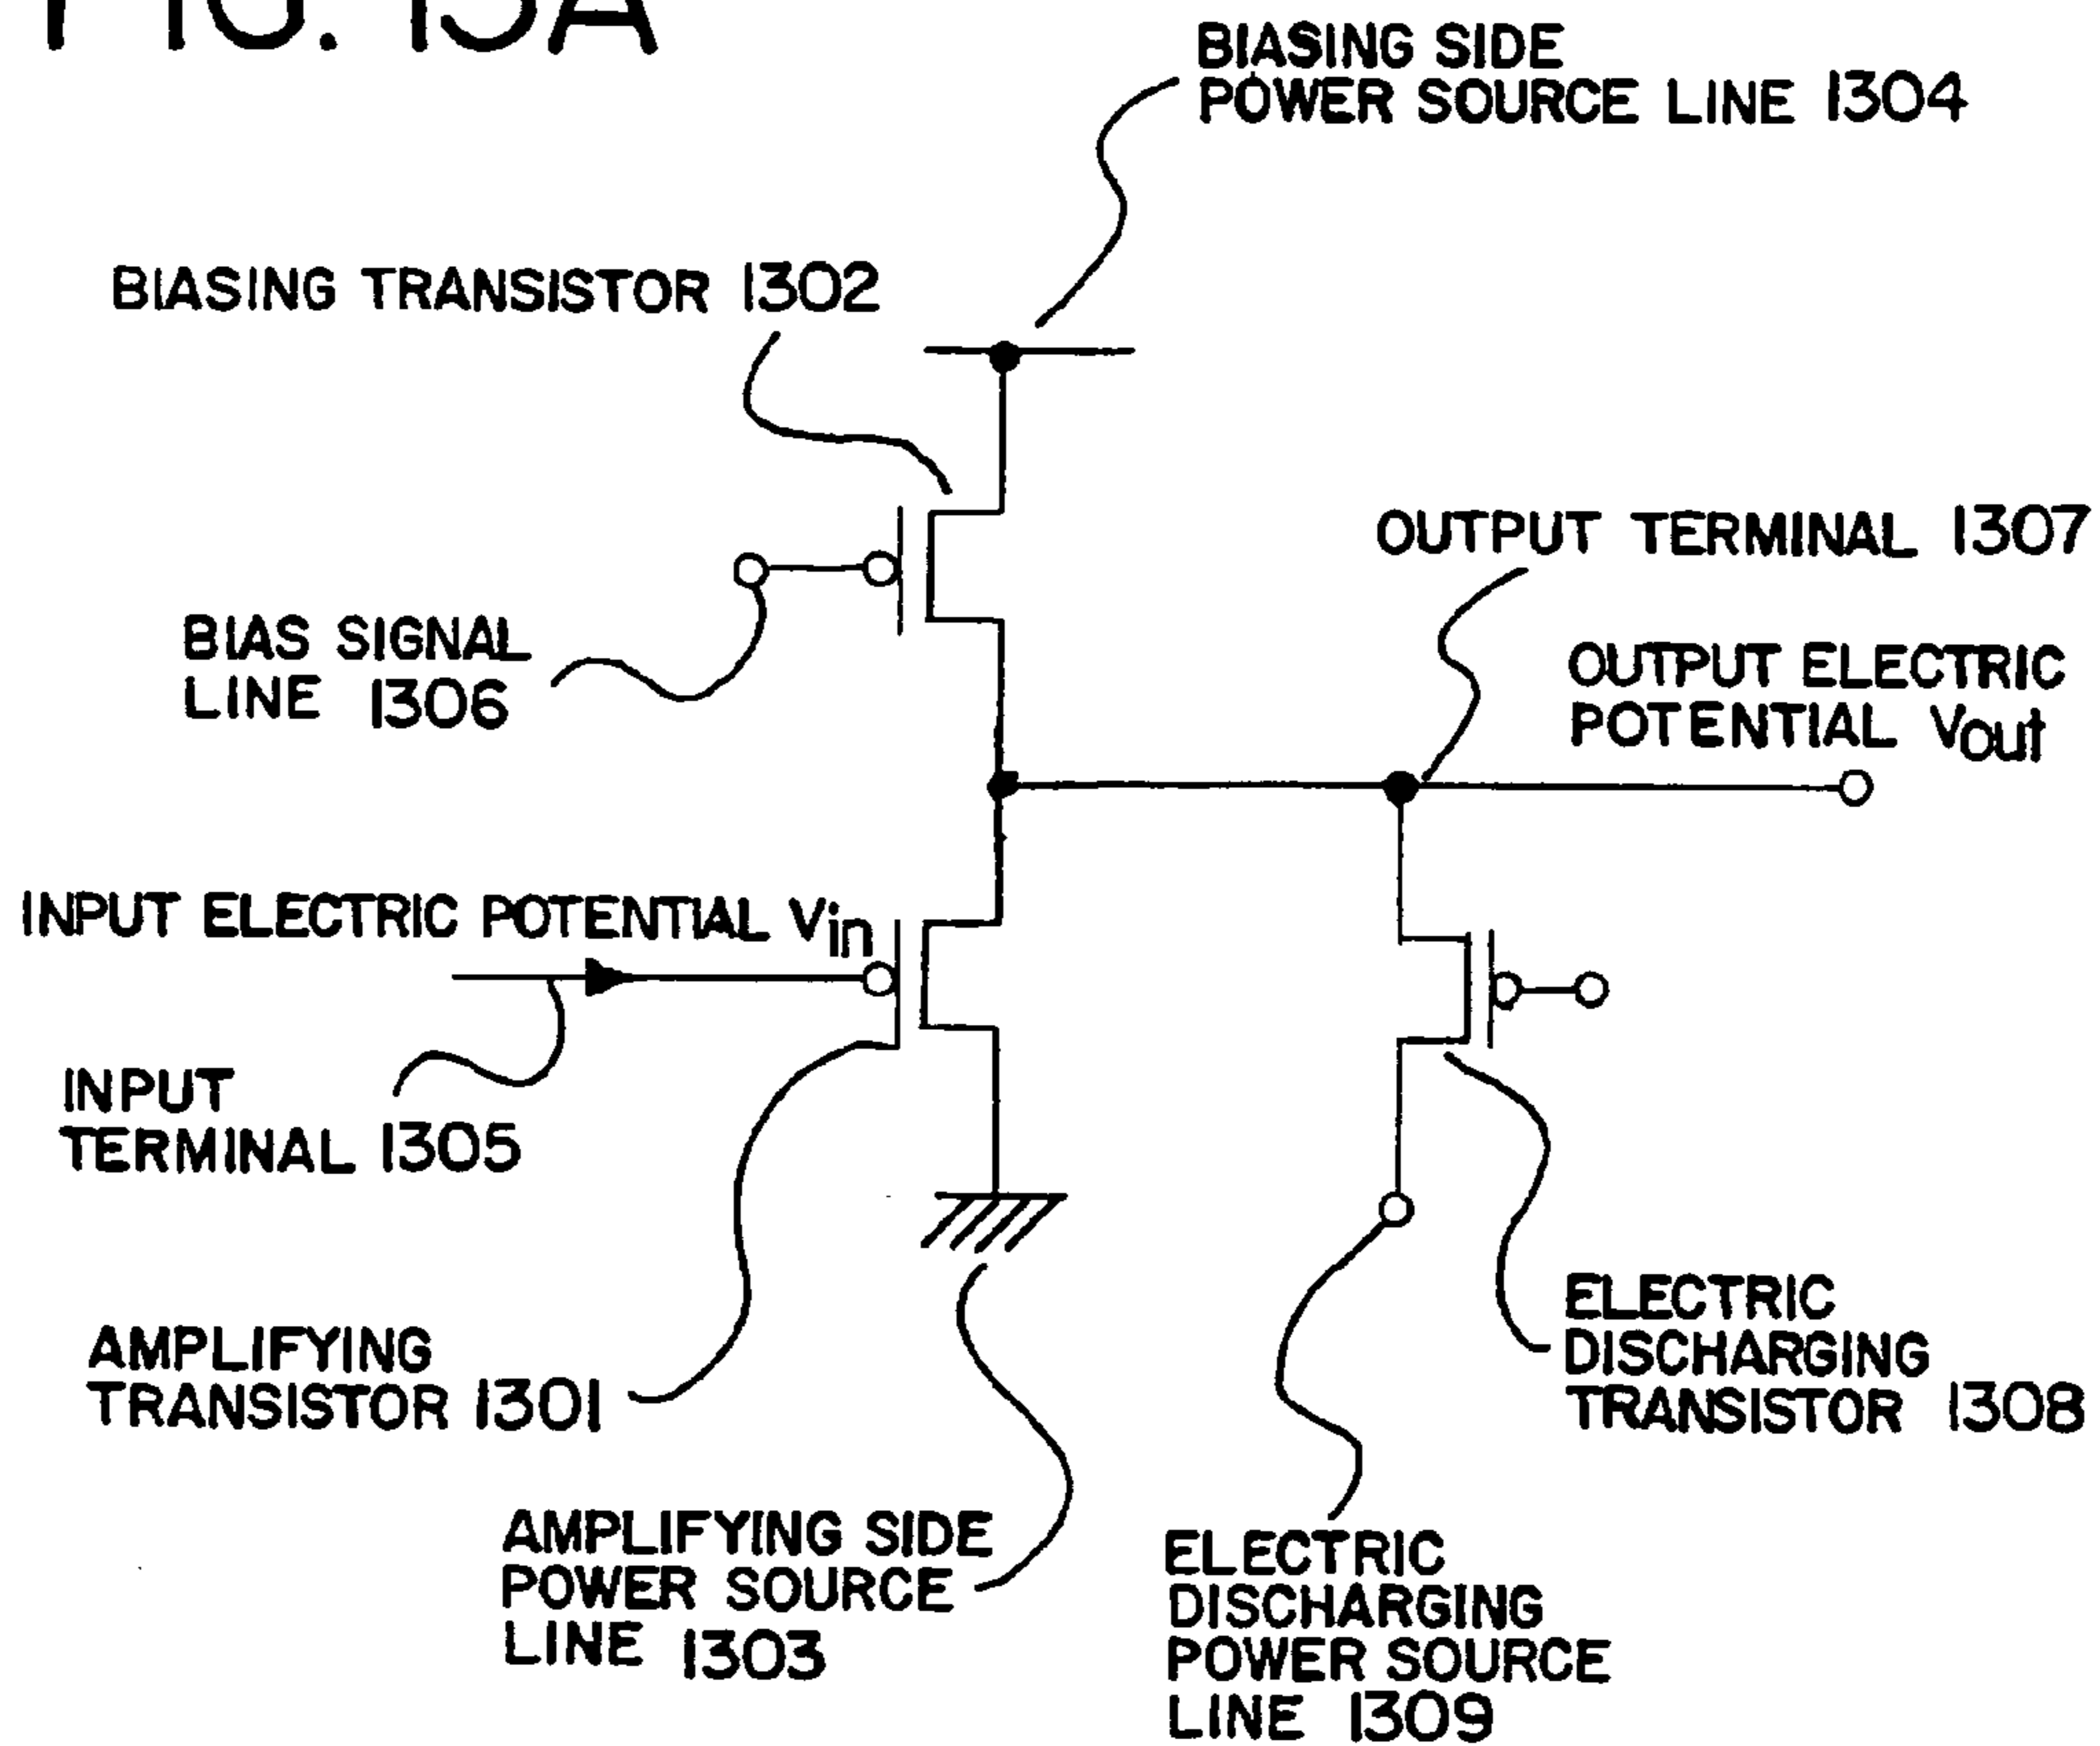 FIG. 13A
BIASING SIDE
POWER SOURCE LINE 1304
BIASING TRANSISTOR 1302
OUTPUT TERMINAL 1307
BIAS SIGNAL
LINE 1306
OUTPUT ELECTRIC
POTENTIAL Vout
INPUT ELECTRIC POTENTIAL Vin
INPUT
TERMINAL 1305
AMPLIFYING
TRANSISTOR 1301
ELECTRIC
DISCHARGING
TRANSISTOR 1308
AMPLIFYING SIDE
POWER SOURCE
LINE 1303
ELECTRIC
DISCHARGING
POWER SOURCE
LINE 1309